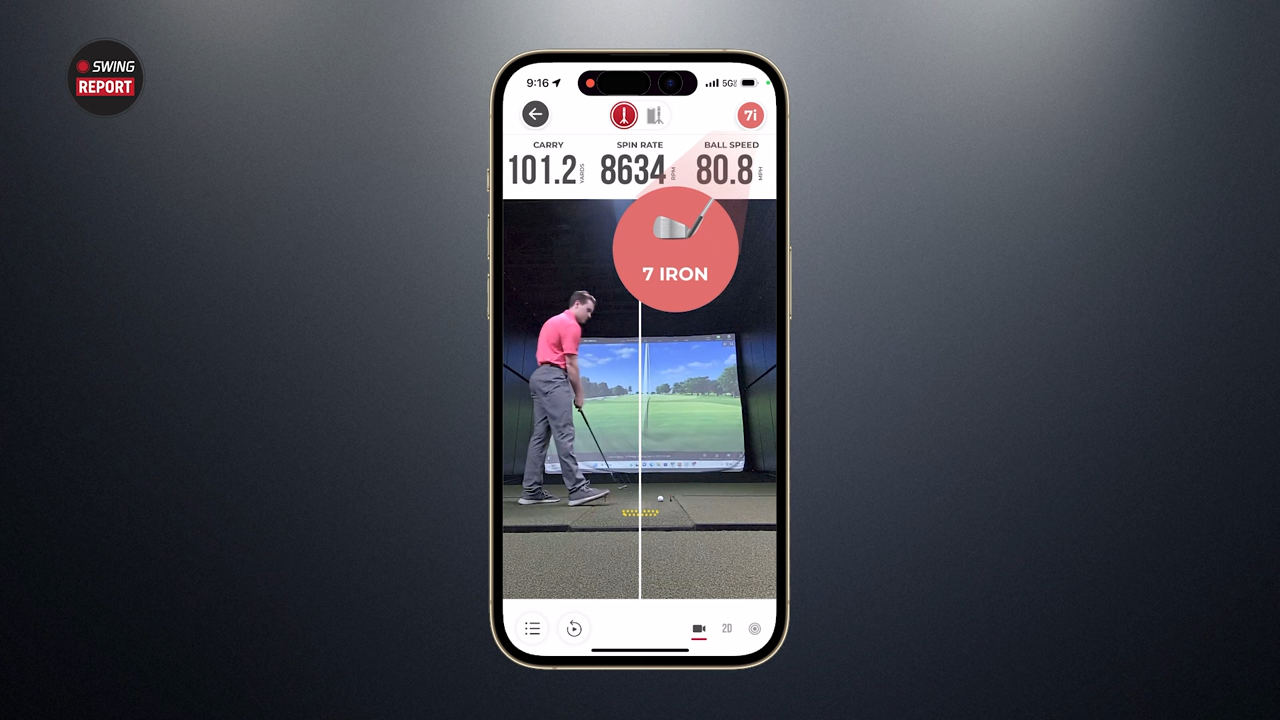 SWING
REPORT
9:16
5G
7i
CARRY
SPIN RATE
BALL SPEED
101.2 YARDS
8634 RPM
80.8 MPH
7 IRON
2D